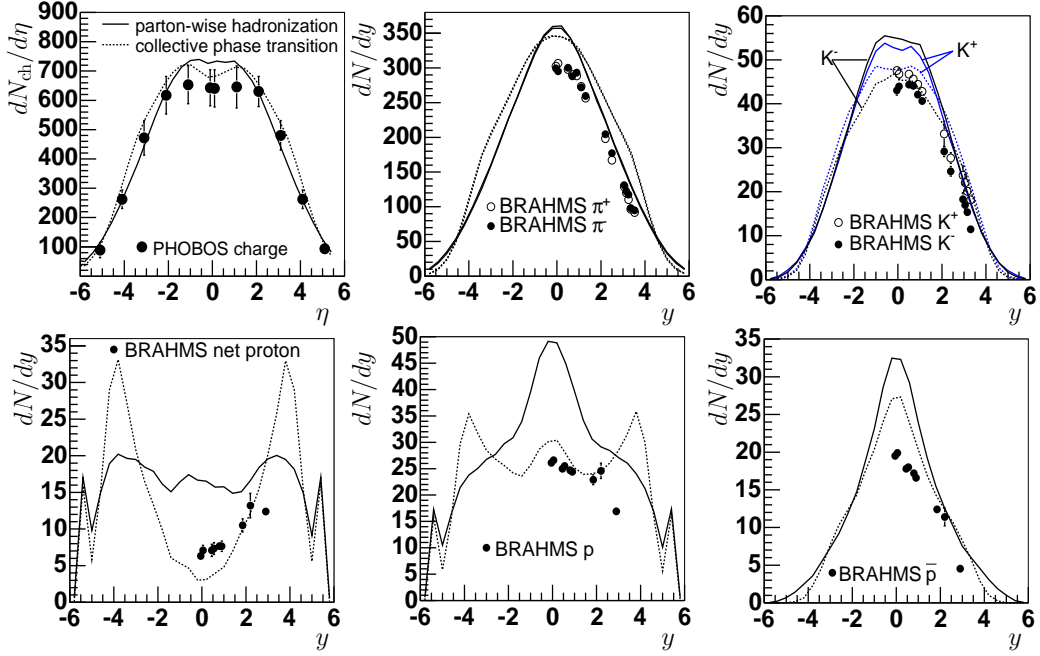 dN_ch/dη
900
800
700
600
500
400
300
200
100
parton-wise hadronization
collective phase transition
PHOBOS charge
-6 -4 -2 0 2 4 6
η
dN/dy
350
300
250
200
150
100
50
0
BRAHMS π⁺
BRAHMS π⁻
-6 -4 -2 0 2 4 6
y
dN/dy
60
50
40
30
20
10
0
K⁻
K⁺
BRAHMS K⁺
BRAHMS K⁻
-6 -4 -2 0 2 4 6
y
dN/dy
35
30
25
20
15
10
5
0
BRAHMS net proton
-6 -4 -2 0 2 4 6
y
dN/dy
50
45
40
35
30
25
20
15
10
5
0
BRAHMS p
-6 -4 -2 0 2 4 6
y
dN/dy
35
30
25
20
15
10
5
0
BRAHMS p̅
-6 -4 -2 0 2 4 6
y